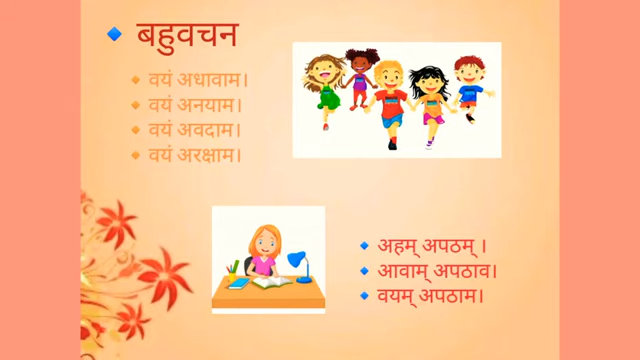 बहुवचन
वयं अधावाम।
वयं अनयाम।
वयं अवदाम।
वयं अरक्षाम।
अहम् अपठम् ।
आवाम् अपठाव।
वयम् अपठाम।